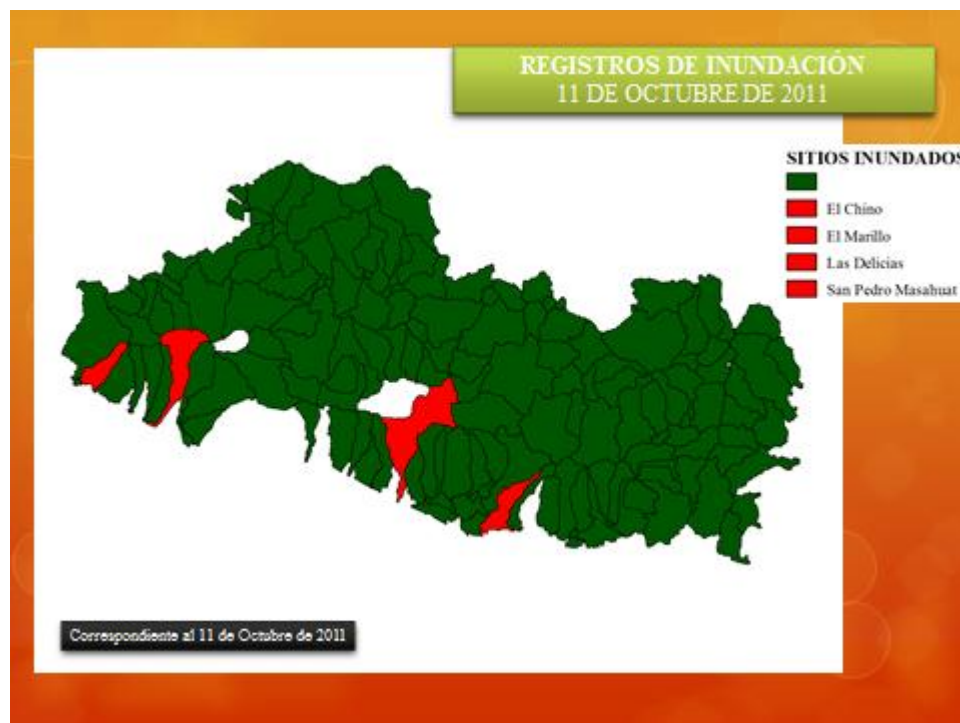 REGISTROS DE INUNDACIÓN
11 DE OCTUBRE DE 2011
SITIOS INUNDADOS
El Chino
El Marillo
Las Delicias
San Pedro Masahuat
Correspondiente al 11 de Octubre de 2011